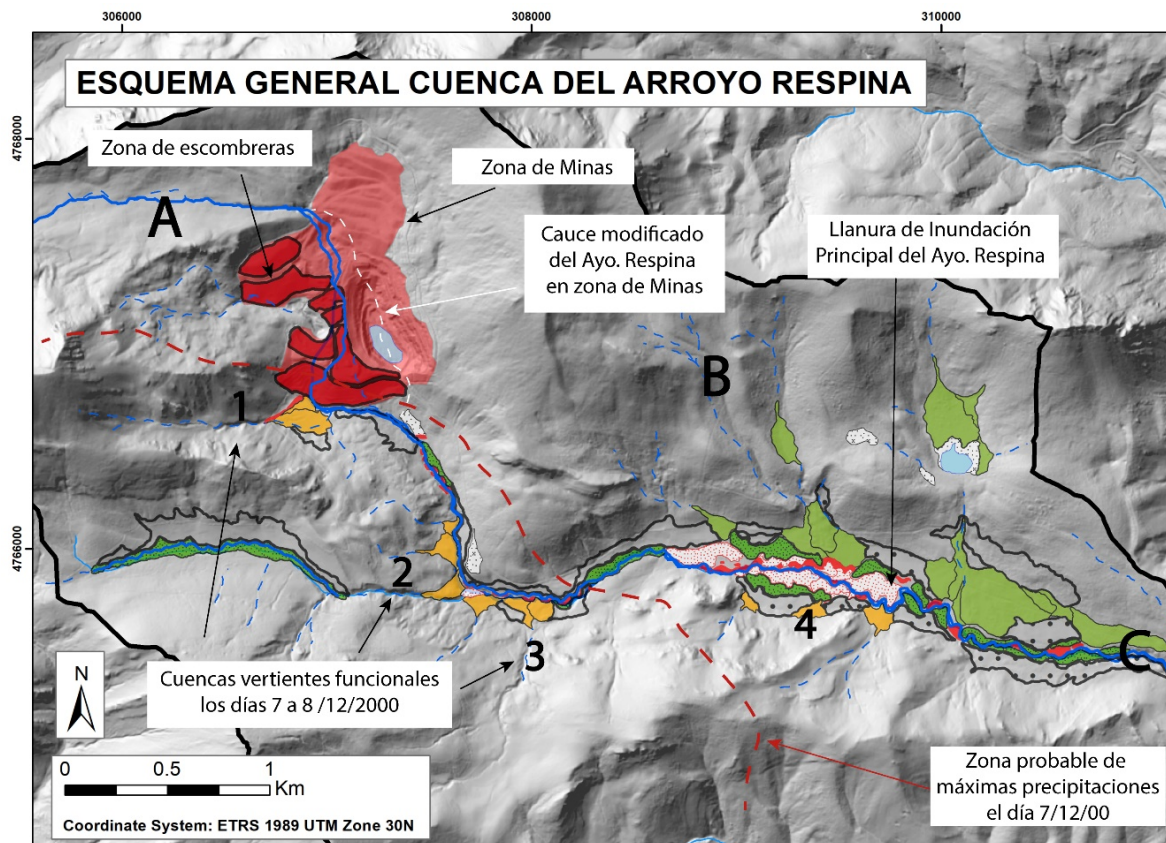 306000
308000
310000
ESQUEMA GENERAL CUENCA DEL ARROYO RESPINA
4768000
Zona de escombreras
Zona de Minas
A
Cauce modificado
del Ayo. Respina
en zona de Minas
Llanura de Inundación
Principal del Ayo. Respina
B
1
4766000
2
3
4
C
N
Cuencas vertientes funcionales
los días 7 a 8 /12/2000
0
0.5
1
Km
Coordinate System: ETRS 1989 UTM Zone 30N
Zona probable de
máximas precipitaciones
el día 7/12/00